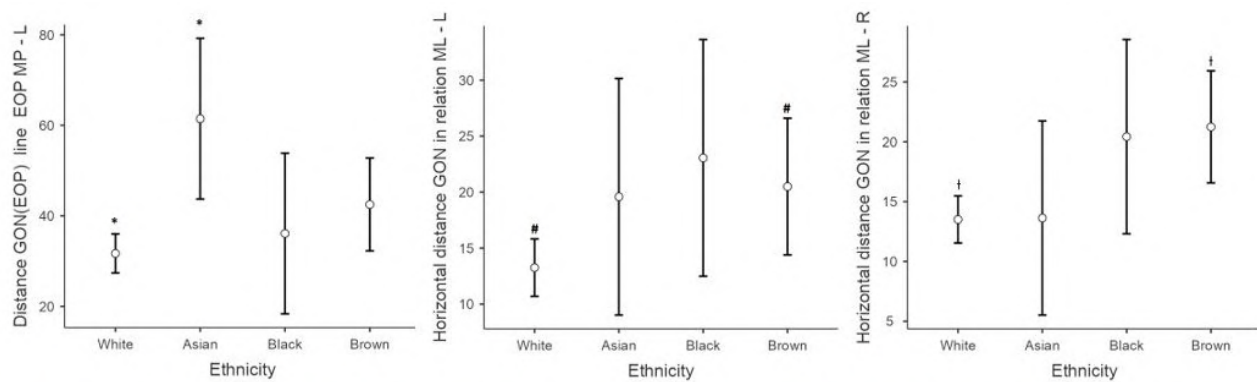 Distance GON(EOP) line EOP MP - L
80
60
40
20
*
*
White Asian Black Brown
Ethnicity
Horizontal distance GON in relation ML - L
30
25
20
15
10
#
#
White Asian Black Brown
Ethnicity
Horizontal distance GON in relation ML - R
25
20
15
10
5
†
†
White Asian Black Brown
Ethnicity